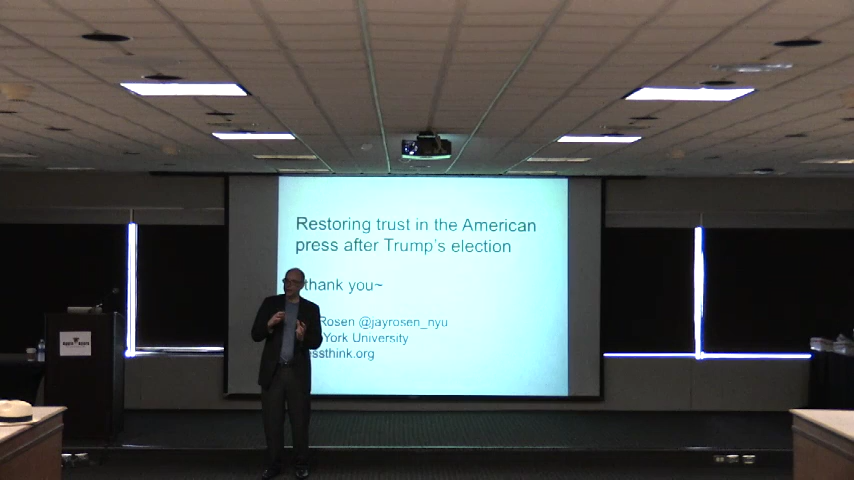 Restoring trust in the American
press after Trump's election
thank you~
Rosen @jayrosen_nyu
York University
ssthink.org